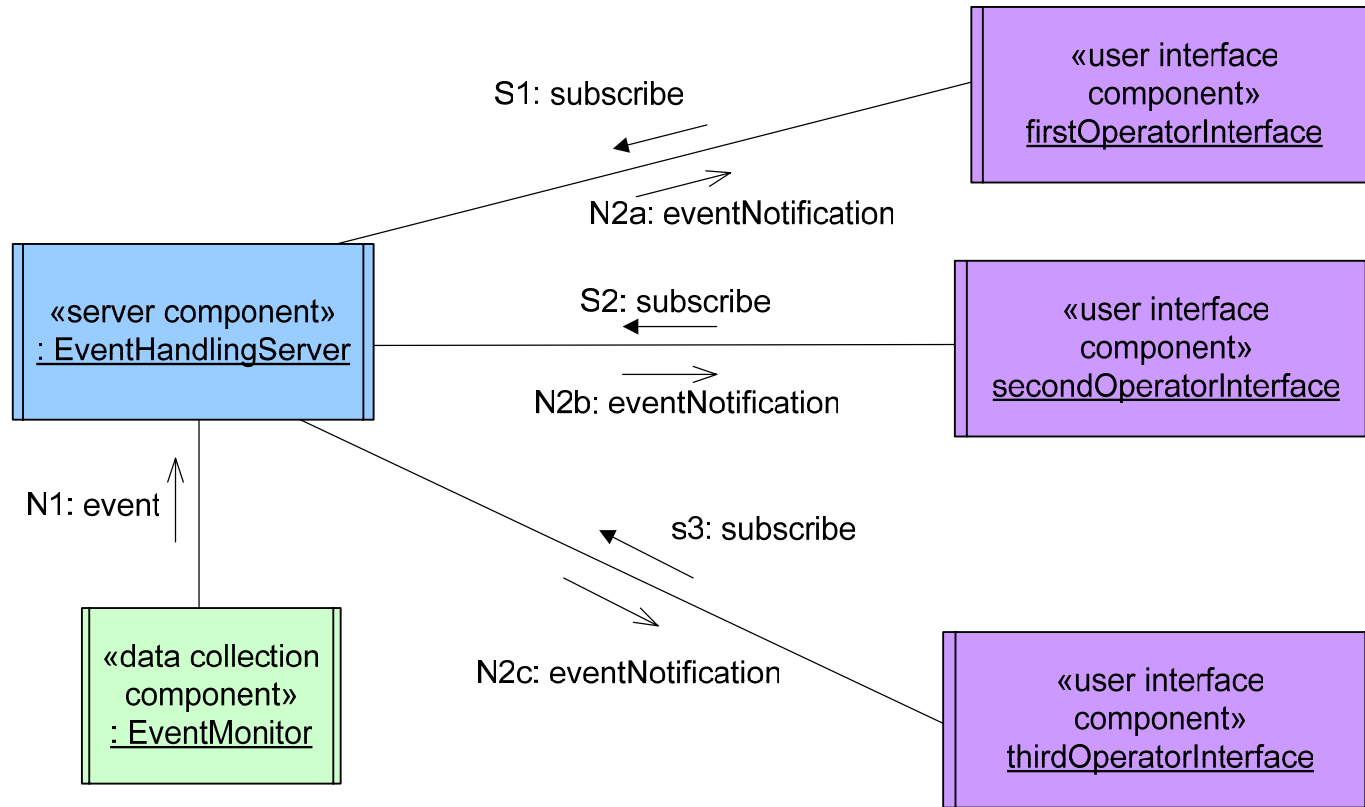 «user interface
component»
firstOperatorInterface
S1: subscribe
N2a: eventNotification
«server component»
: EventHandlingServer
S2: subscribe
N2b: eventNotification
«user interface
component»
secondOperatorInterface
N1: event
s3: subscribe
N2c: eventNotification
«data collection
component»
: EventMonitor
«user interface
component»
thirdOperatorInterface